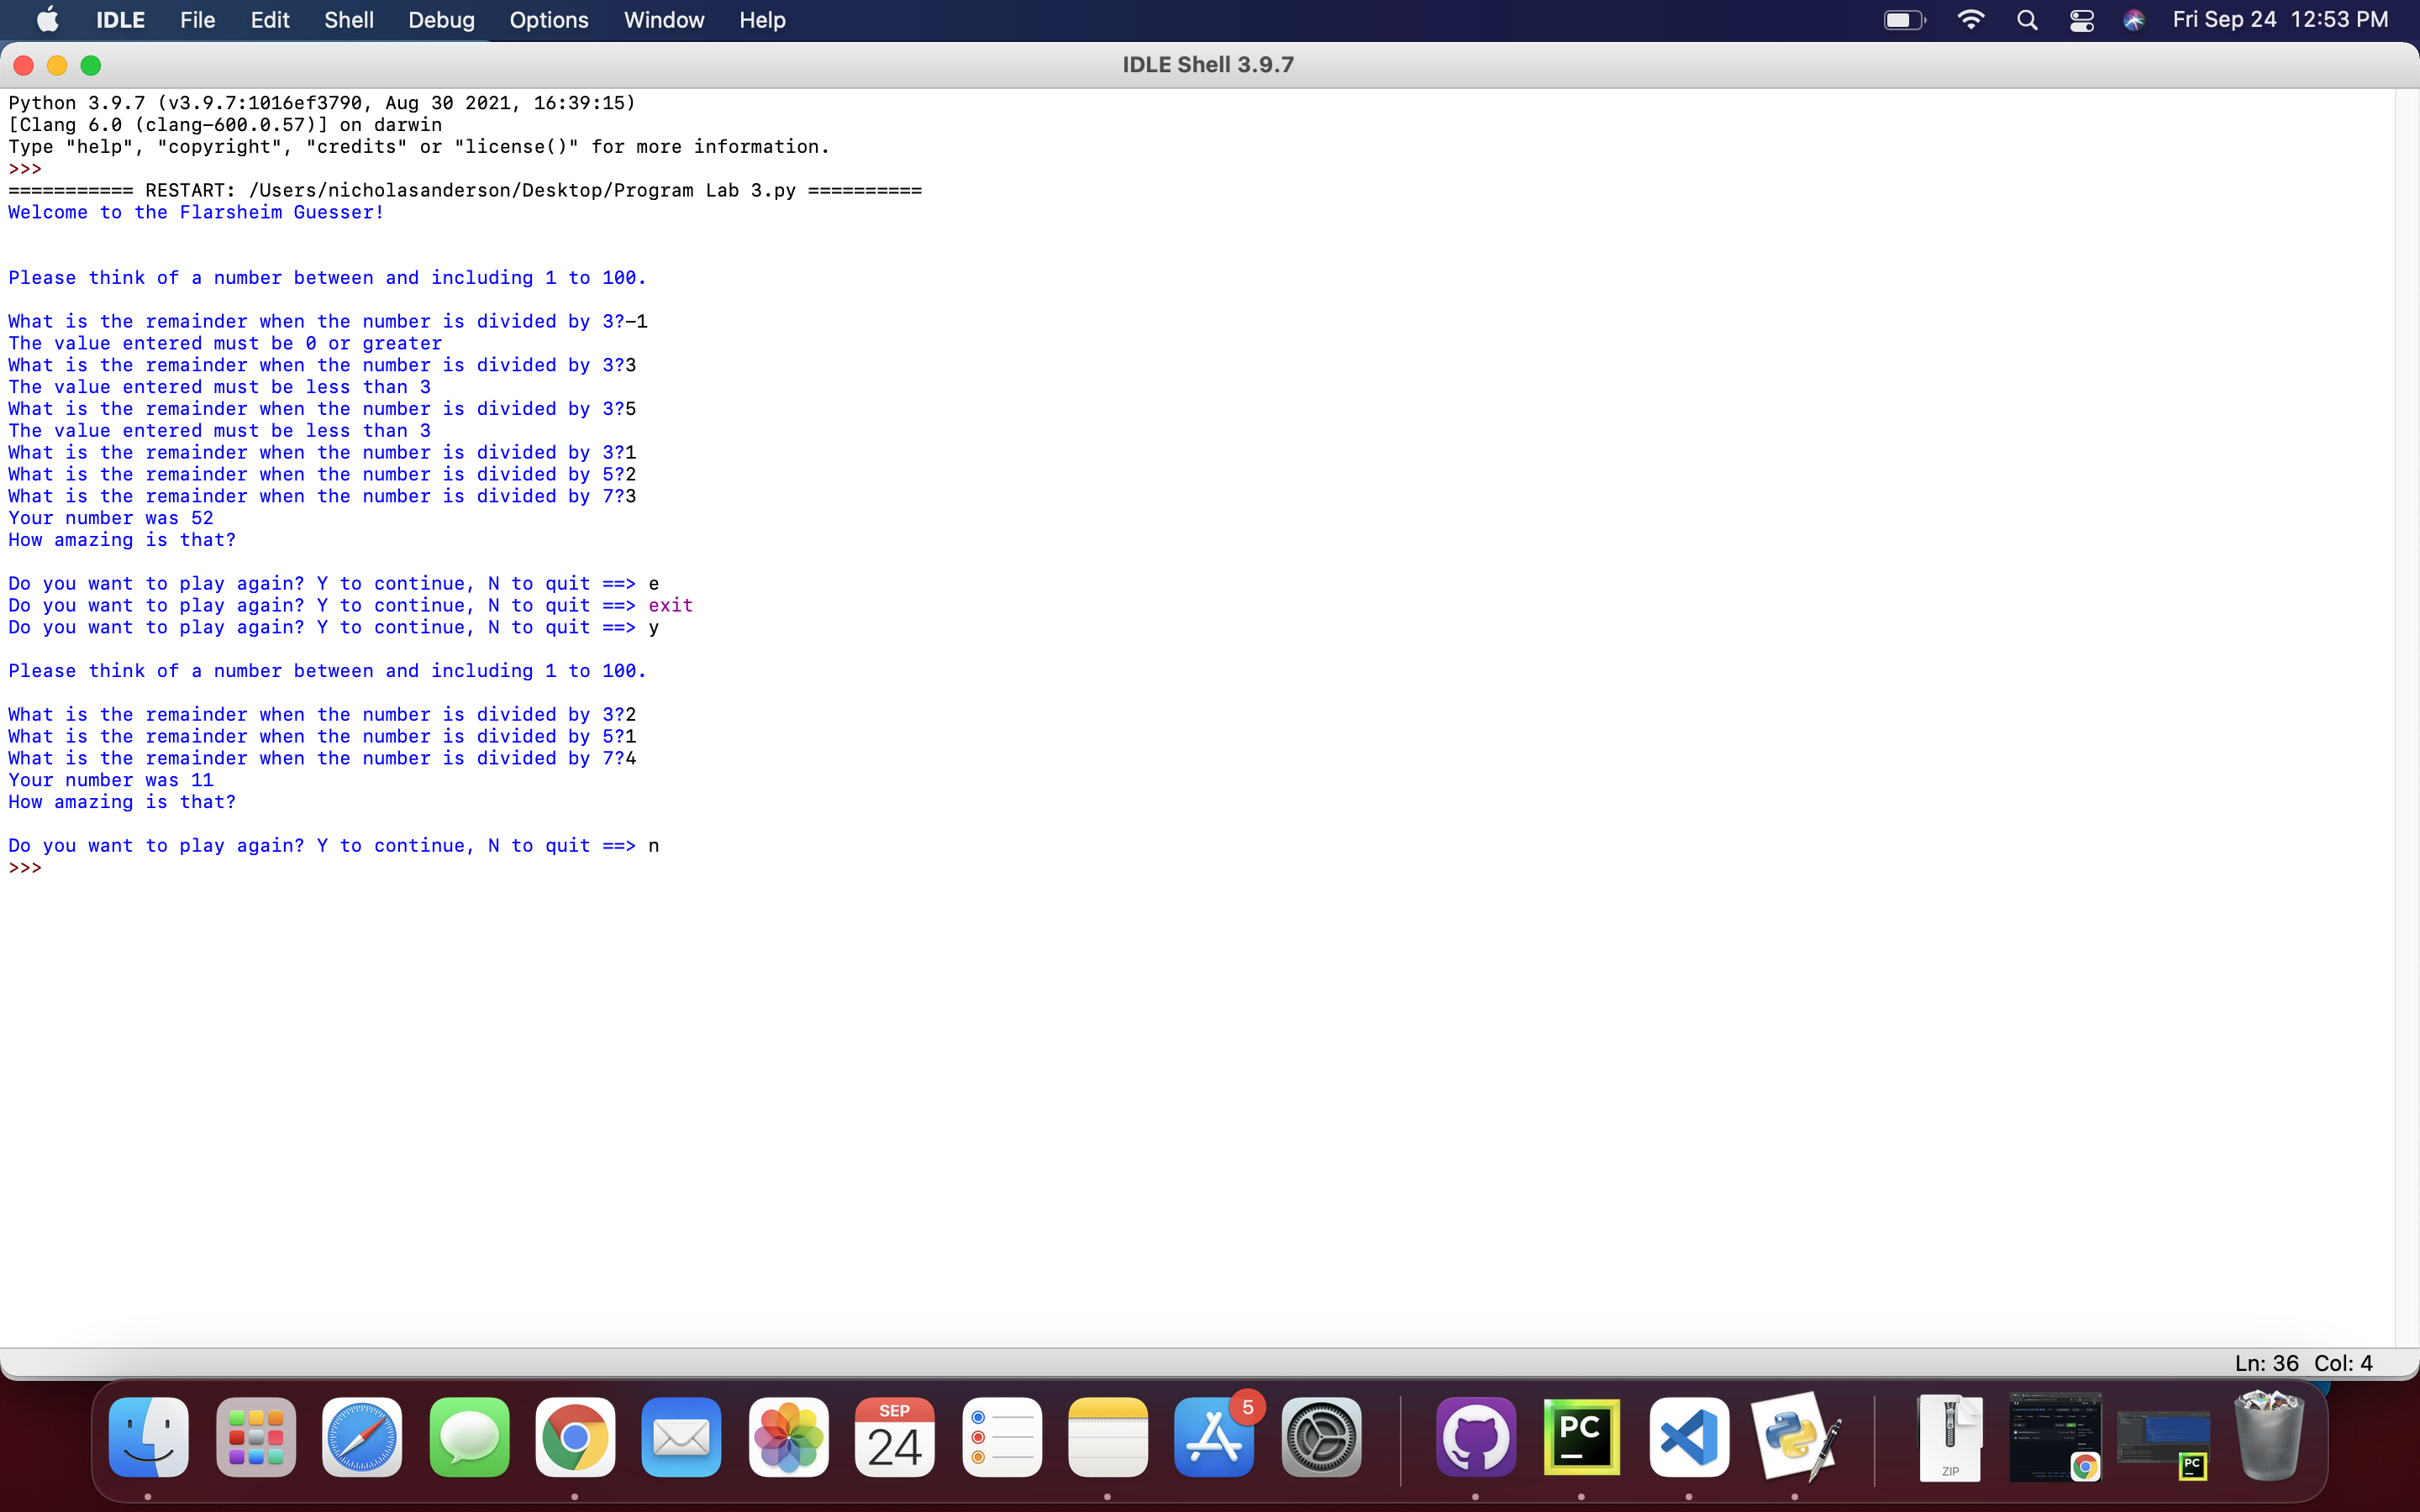 IDLE File Edit Shell Debug Options Window Help Fri Sep 24 12:53 PM
IDLE Shell 3.9.7
Python 3.9.7 (v3.9.7:1016ef3790, Aug 30 2021, 16:39:15)
[Clang 6.0 (clang-600.0.57)] on darwin
Type "help", "copyright", "credits" or "license()" for more information.
>>>
=========== RESTART: /Users/nicholasanderson/Desktop/Program Lab 3.py ==========
Welcome to the Flarsheim Guesser!
Please think of a number between and including 1 to 100.
What is the remainder when the number is divided by 3?-1
The value entered must be 0 or greater
What is the remainder when the number is divided by 3?3
The value entered must be less than 3
What is the remainder when the number is divided by 3?5
The value entered must be less than 3
What is the remainder when the number is divided by 3?1
What is the remainder when the number is divided by 5?2
What is the remainder when the number is divided by 7?3
Your number was 52
How amazing is that?
Do you want to play again? Y to continue, N to quit ==> e
Do you want to play again? Y to continue, N to quit ==> exit
Do you want to play again? Y to continue, N to quit ==> y
Please think of a number between and including 1 to 100.
What is the remainder when the number is divided by 3?2
What is the remainder when the number is divided by 5?1
What is the remainder when the number is divided by 7?4
Your number was 11
How amazing is that?
Do you want to play again? Y to continue, N to quit ==> n
>>>
Ln: 36 Col: 4
SEP
24
5
PC
ZIP
PC